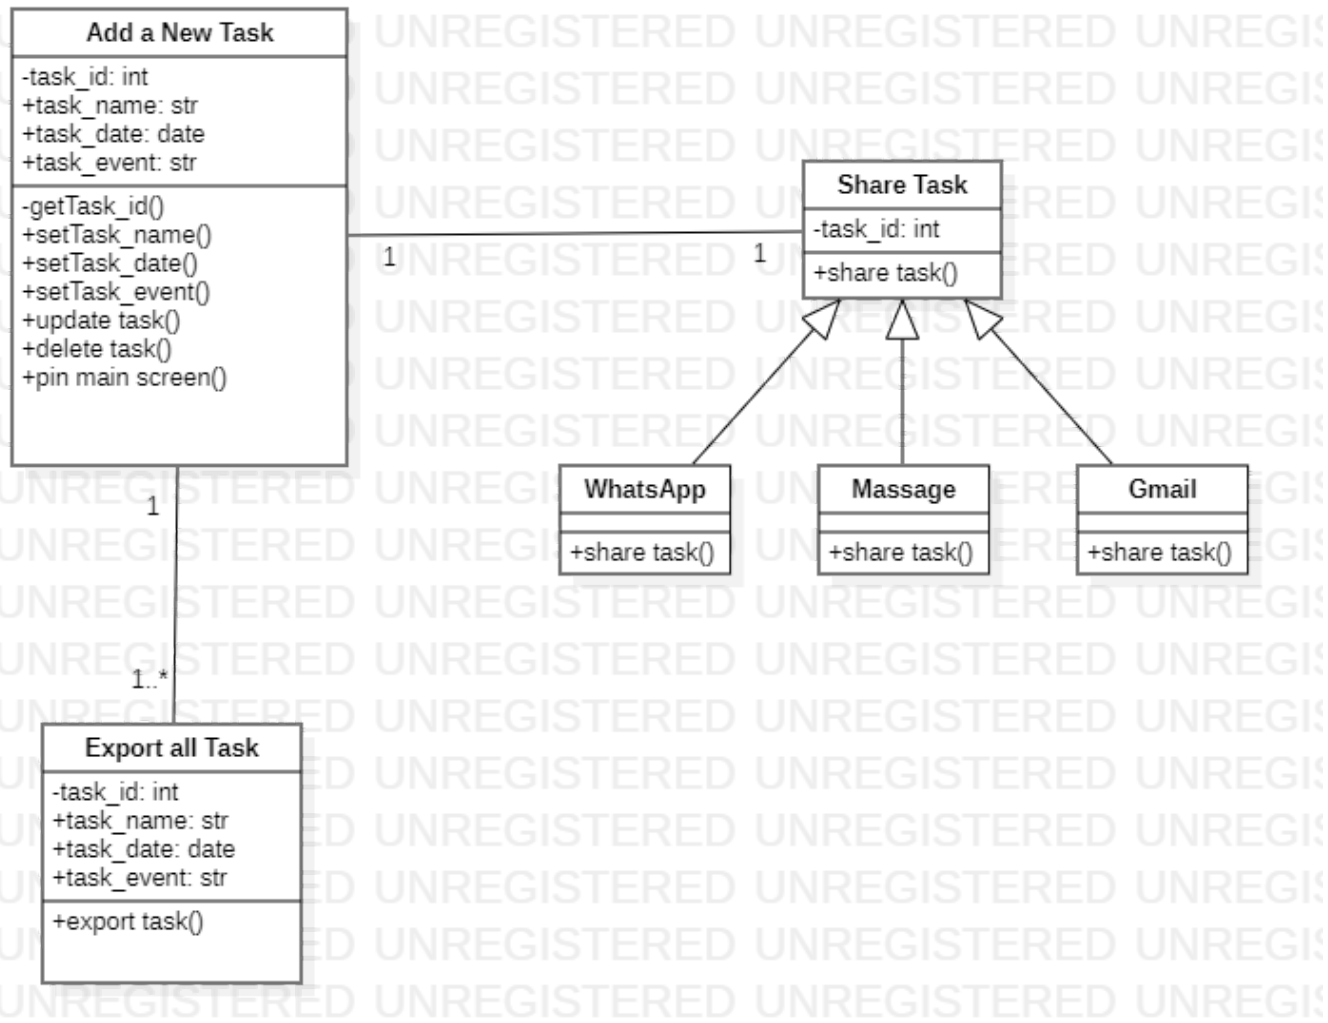 Add a New Task
-task_id: int
+task_name: str
+task_date: date
+task_event: str
-getTask_id()
+setTask_name()
+setTask_date()
+setTask_event()
+update task()
+delete task()
+pin main screen()
1
1
Share Task
-task_id: int
+share task()
WhatsApp
+share task()
Massage
+share task()
Gmail
+share task()
1
1..*
Export all Task
-task_id: int
+task_name: str
+task_date: date
+task_event: str
+export task()
UNREGISTERED